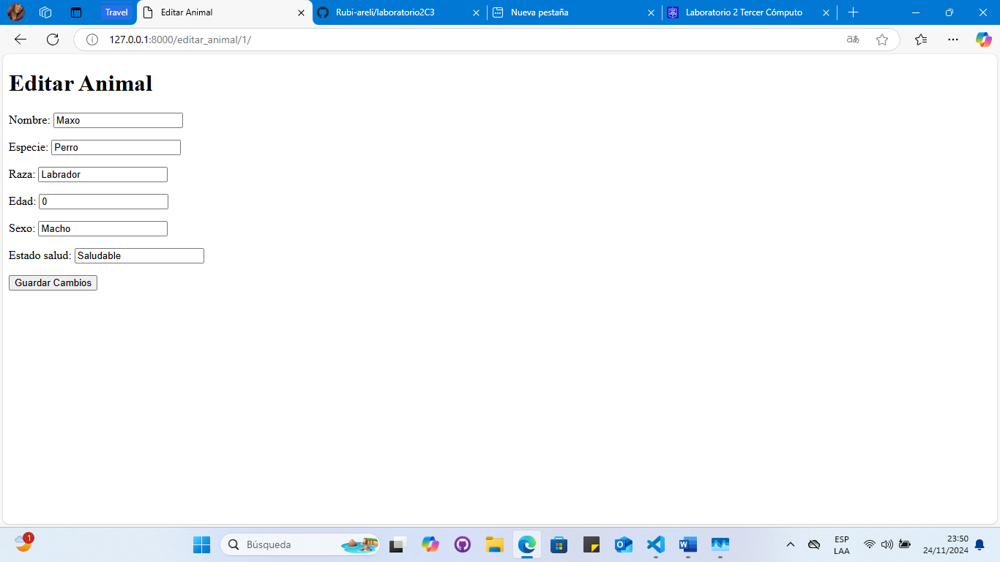 Travel
Editar Animal
Rubi-areli/laboratorio2C3
Nueva pestaña
Laboratorio 2 Tercer Cómputo
127.0.0.1:8000/editar_animal/1/
Editar Animal
Nombre: Maxo
Especie: Perro
Raza: Labrador
Edad: 0
Sexo: Macho
Estado salud: Saludable
Guardar Cambios
1
Búsqueda
ESP
LAA
23:50
24/11/2024